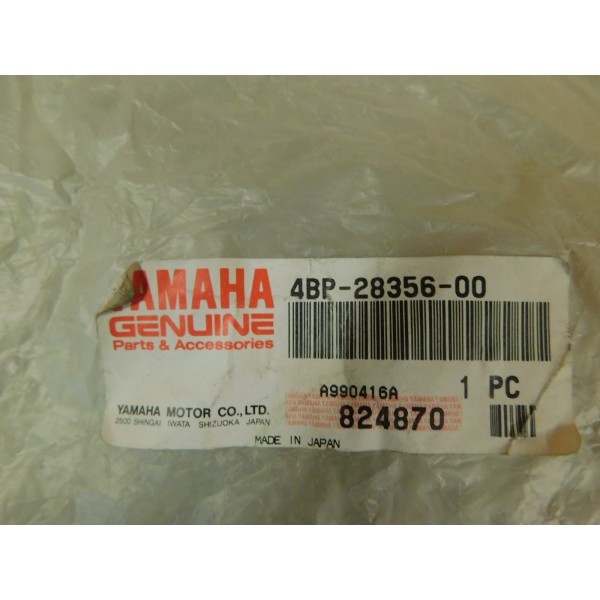 YAMAHA
GENUINE
Parts & Accessories
4BP-28356-00
A990416A
1 PC
824870
YAMAHA MOTOR CO.,LTD.
2500 SHINGAI IWATA SHIZUOKA JAPAN
MADE IN JAPAN